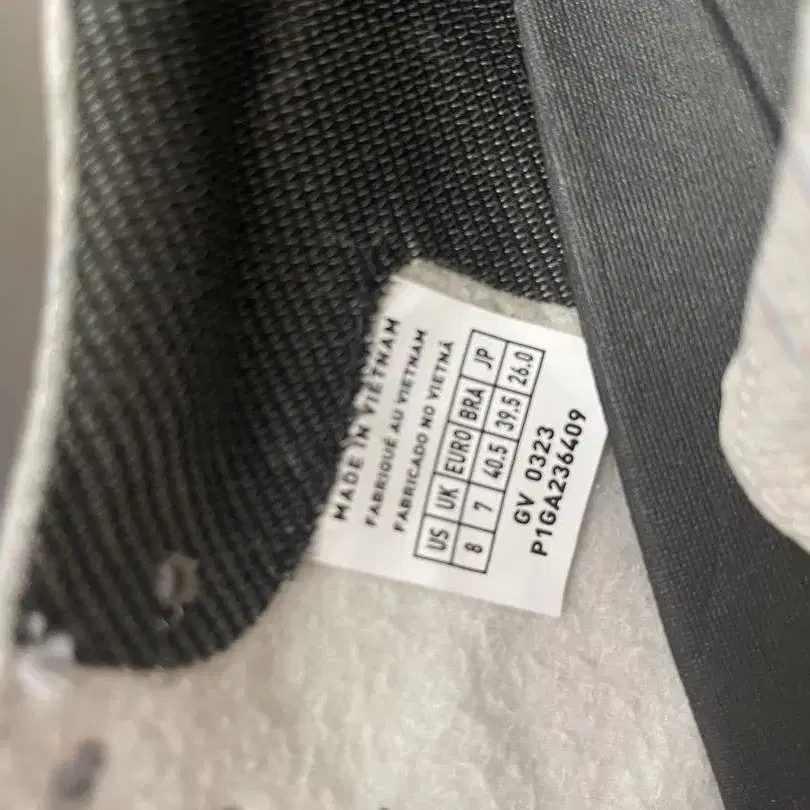 MADE IN VIETNAM
FABRIQUÉ AU VIETNAM
FABRICADO NO VIETNÃ
US UK EURO BRA JP
8 7 40.5 39.5 26.0
GV 0323
P1GA236409